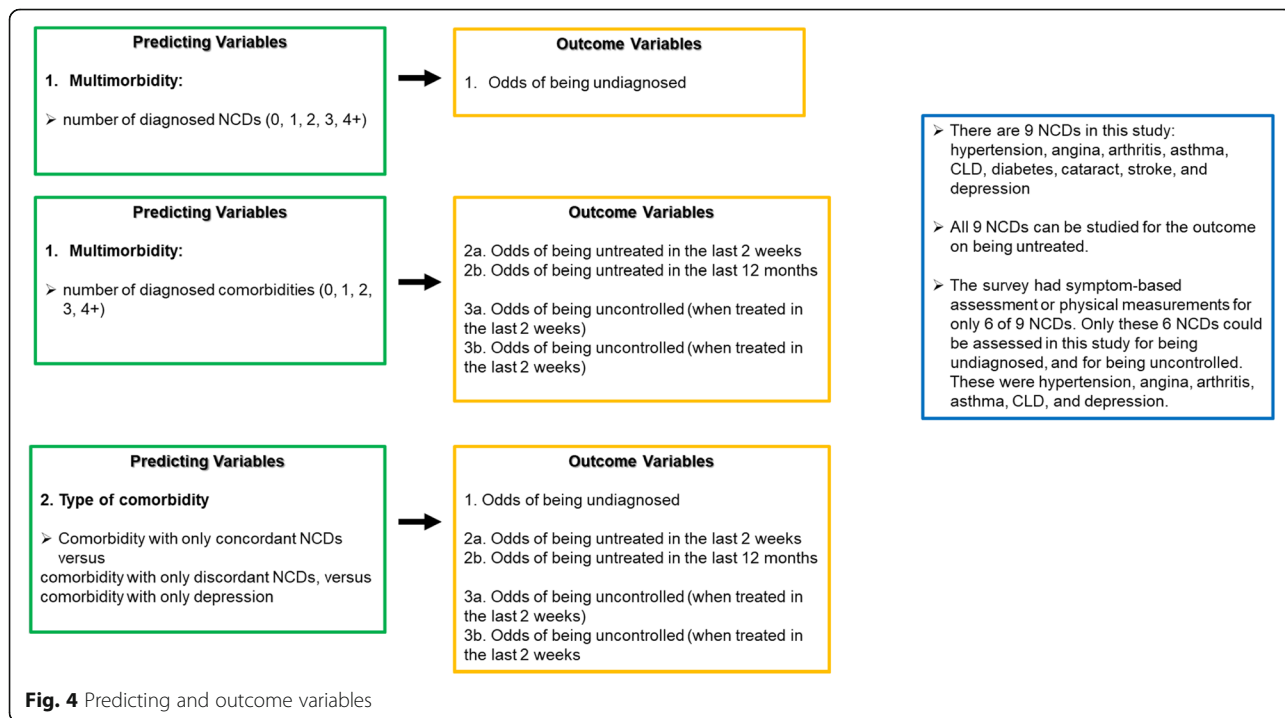 Predicting Variables
1. Multimorbidity:
➢ number of diagnosed NCDs (0, 1, 2, 3, 4+)
Outcome Variables
1. Odds of being undiagnosed
Predicting Variables
1. Multimorbidity:
➢ number of diagnosed comorbidities (0, 1, 2,
3, 4+)
Outcome Variables
2a. Odds of being untreated in the last 2 weeks
2b. Odds of being untreated in the last 12 months
3a. Odds of being uncontrolled (when treated in
the last 2 weeks)
3b. Odds of being uncontrolled (when treated in
the last 2 weeks)
Predicting Variables
2. Type of comorbidity
➢ Comorbidity with only concordant NCDs
versus
comorbidity with only discordant NCDs, versus
comorbidity with only depression
Outcome Variables
1. Odds of being undiagnosed
2a. Odds of being untreated in the last 2 weeks
2b. Odds of being untreated in the last 12 months
3a. Odds of being uncontrolled (when treated in
the last 2 weeks)
3b. Odds of being uncontrolled (when treated in
the last 2 weeks
➢ There are 9 NCDs in this study:
hypertension, angina, arthritis, asthma,
CLD, diabetes, cataract, stroke, and
depression
➢ All 9 NCDs can be studied for the outcome
on being untreated.
➢ The survey had symptom-based
assessment or physical measurements for
only 6 of 9 NCDs. Only these 6 NCDs could
be assessed in this study for being
undiagnosed, and for being uncontrolled.
These were hypertension, angina, arthritis,
asthma, CLD, and depression.
Fig. 4 Predicting and outcome variables